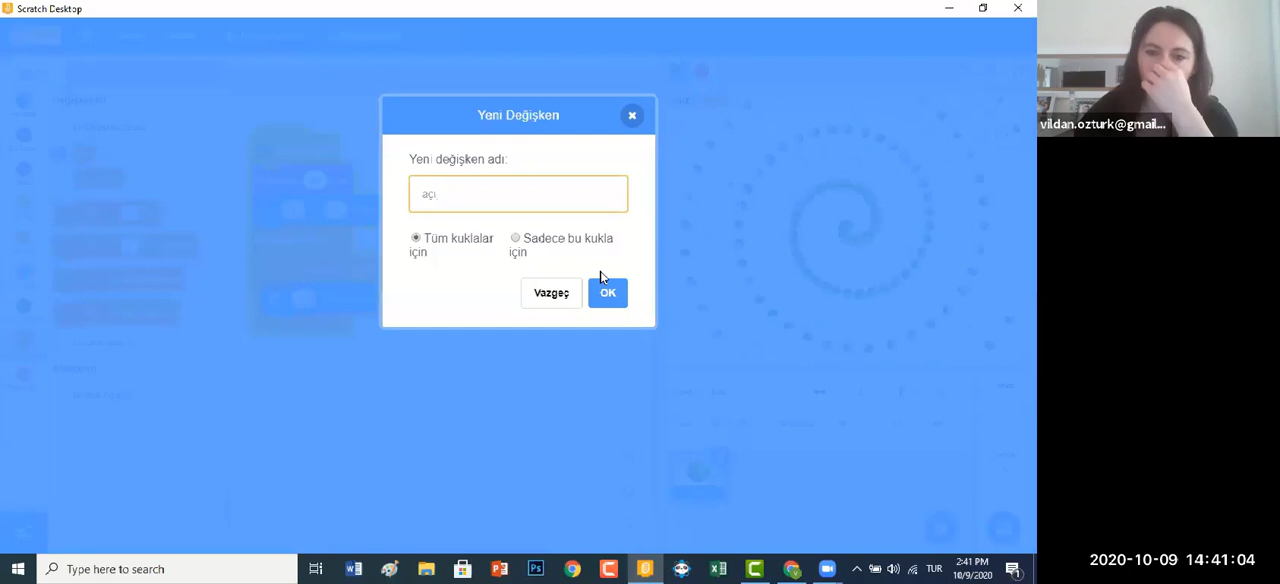 Scratch Desktop
Yeni Değişken
Yeni değişken adı:
açı
Tüm kuklalar için
Sadece bu kukla için
Vazgeç
OK
vildan.ozturk@gmail...
Type here to search
TUR
2:41 PM
10/9/2020
2020-10-09 14:41:04